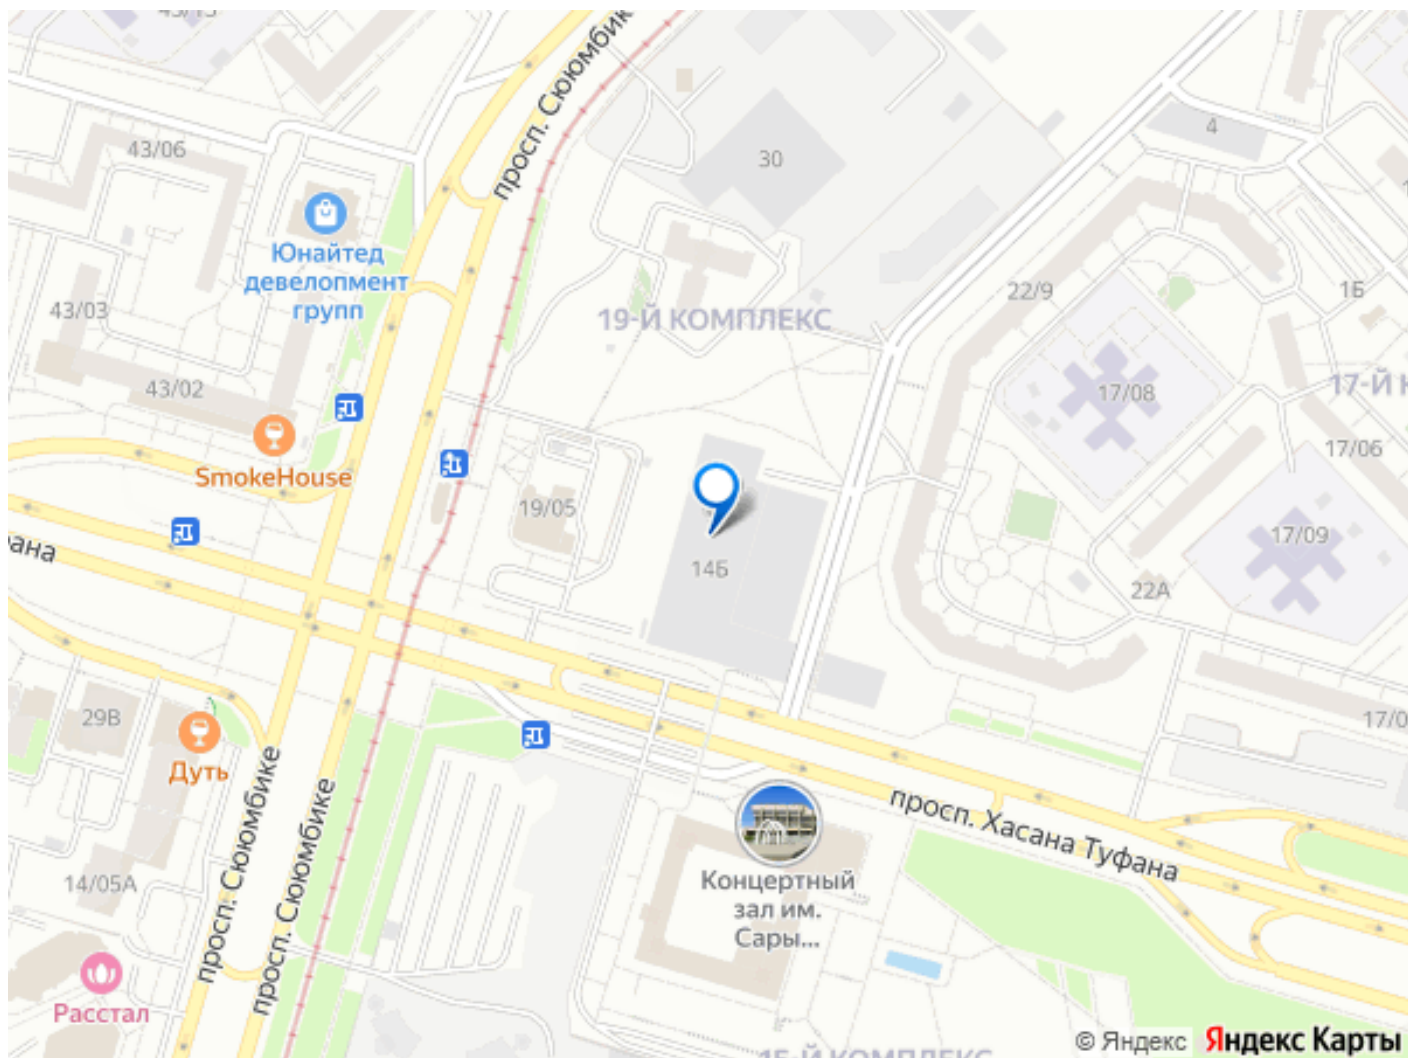 43/06
просп. Сююмбике
30
4
Юнайтед
девелопмент
групп
22/9
1Б
43/03
19-Й КОМПЛЕКС
43/02
17/08
17-Й
17/06
SmokeHouse
19/05
17/09
14Б
22А
29В
Дуть
просп. Хасана Туфана
14/05А
просп. Сююмбике
просп. Сююмбике
Концертный
зал им.
Сары...
Расстал
© Яндекс Яндекс Карты